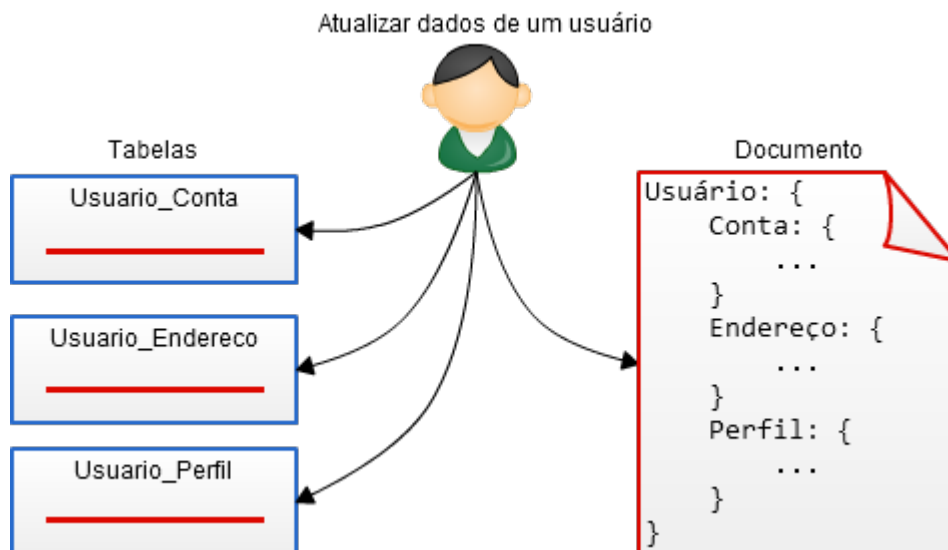 Atualizar dados de um usuário
Tabelas
Usuario_Conta
Usuario_Endereco
Usuario_Perfil
Documento
Usuário: {
Conta: {
...
}
Endereço: {
...
}
Perfil: {
...
}
}